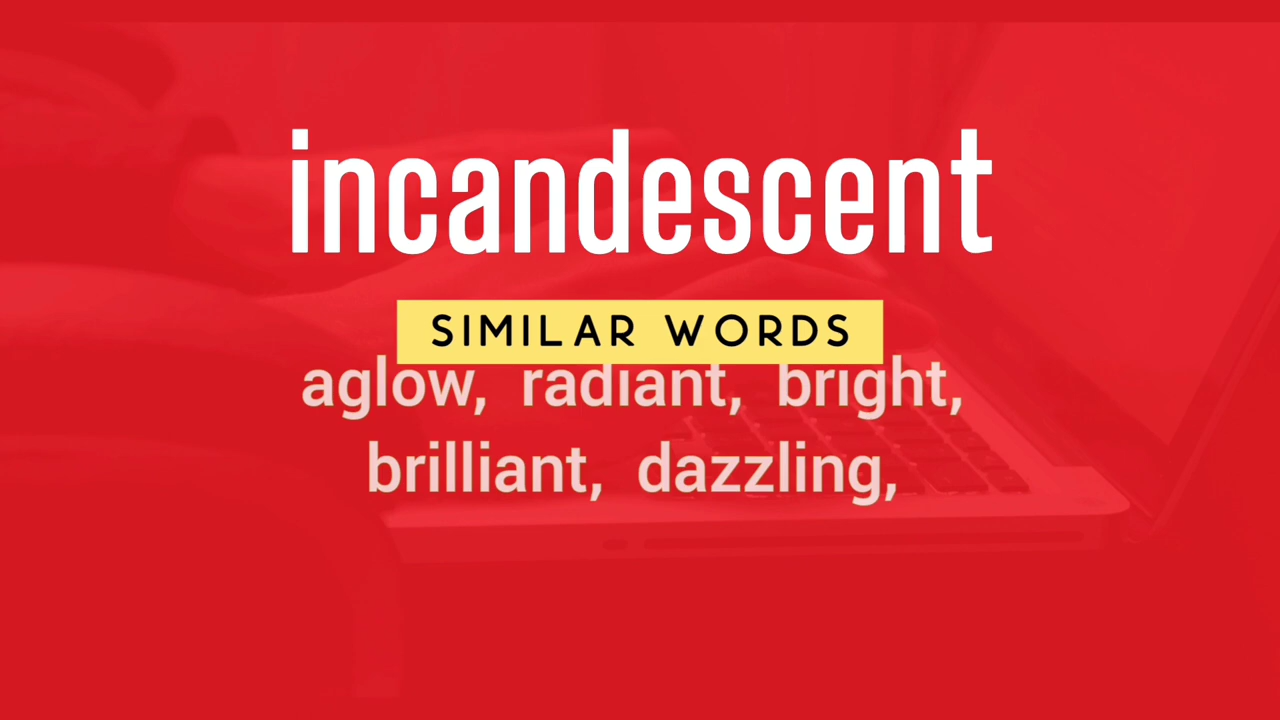 incandescent
SIMILAR WORDS
aglow, radiant, bright,
brilliant, dazzling,